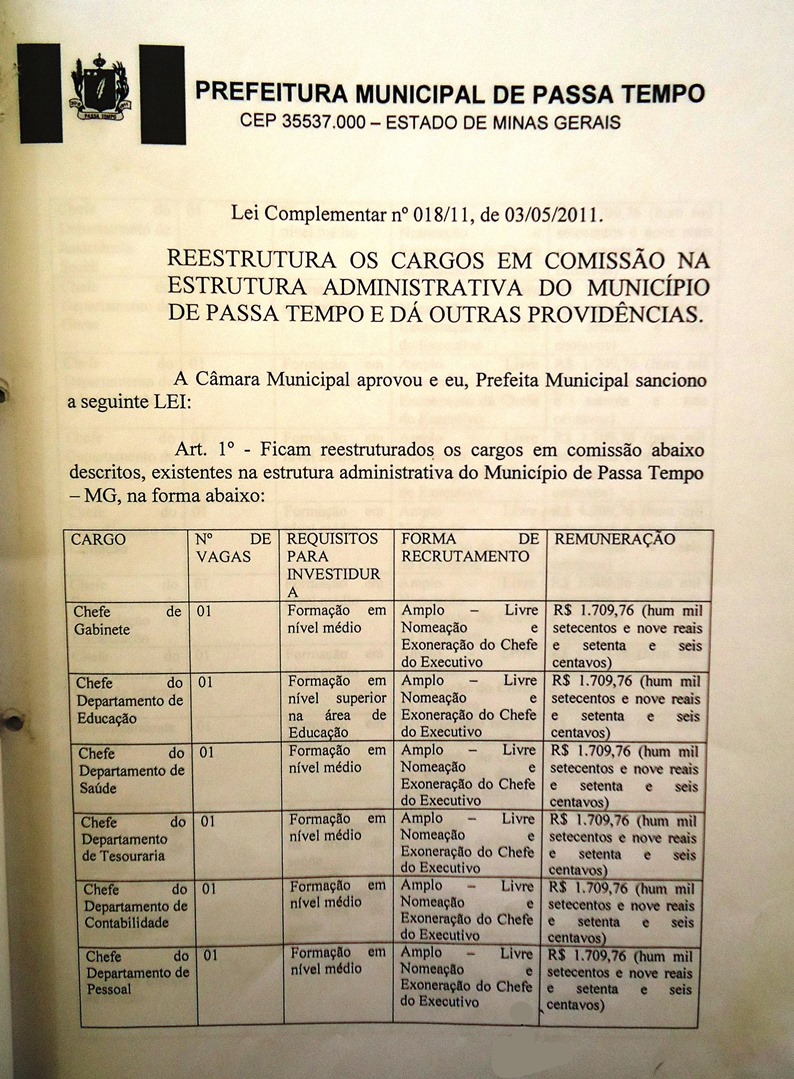 PASSA TEMPO
PREFEITURA MUNICIPAL DE PASSA TEMPO
CEP 35537.000 – ESTADO DE MINAS GERAIS
Lei Complementar nº 018/11, de 03/05/2011.
REESTRUTURA OS CARGOS EM COMISSÃO NA
ESTRUTURA ADMINISTRATIVA DO MUNICÍPIO
DE PASSA TEMPO E DÁ OUTRAS PROVIDÊNCIAS.
A Câmara Municipal aprovou e eu, Prefeita Municipal sanciono
a seguinte LEI:
Art. 1º - Ficam reestruturados os cargos em comissão abaixo
descritos, existentes na estrutura administrativa do Município de Passa Tempo
– MG, na forma abaixo:
CARGO
Nº DE
VAGAS
REQUISITOS
PARA
INVESTIDUR
A
FORMA DE
RECRUTAMENTO
REMUNERAÇÃO
Chefe de
Gabinete
01
Formação em
nível médio
Amplo – Livre
Nomeação e
Exoneração do Chefe
do Executivo
R$ 1.709,76 (hum mil
setecentos e nove reais
e setenta e seis
centavos)
Chefe do
Departamento de
Educação
01
Formação em
nível superior
na área de
Educação
Amplo – Livre
Nomeação e
Exoneração do Chefe
do Executivo
R$ 1.709,76 (hum mil
setecentos e nove reais
e setenta e seis
centavos)
Chefe do
Departamento de
Saúde
01
Formação em
nível médio
Amplo – Livre
Nomeação e
Exoneração do Chefe
do Executivo
R$ 1.709,76 (hum mil
setecentos e nove reais
e setenta e seis
centavos)
Chefe do
Departamento
de Tesouraria
01
Formação em
nível médio
Amplo – Livre
Nomeação e
Exoneração do Chefe
do Executivo
R$ 1.709,76 (hum mil
setecentos e nove reais
e setenta e seis
centavos)
Chefe do
Departamento de
Contabilidade
01
Formação em
nível médio
Amplo – Livre
Nomeação e
Exoneração do Chefe
do Executivo
R$ 1.709,76 (hum mil
setecentos e nove reais
e setenta e seis
centavos)
Chefe do
Departamento de
Pessoal
01
Formação em
nível médio
Amplo – Livre
Nomeação e
Exoneração do Chefe
do Executivo
R$ 1.709,76 (hum mil
setecentos e nove reais
e setenta e seis
centavos)